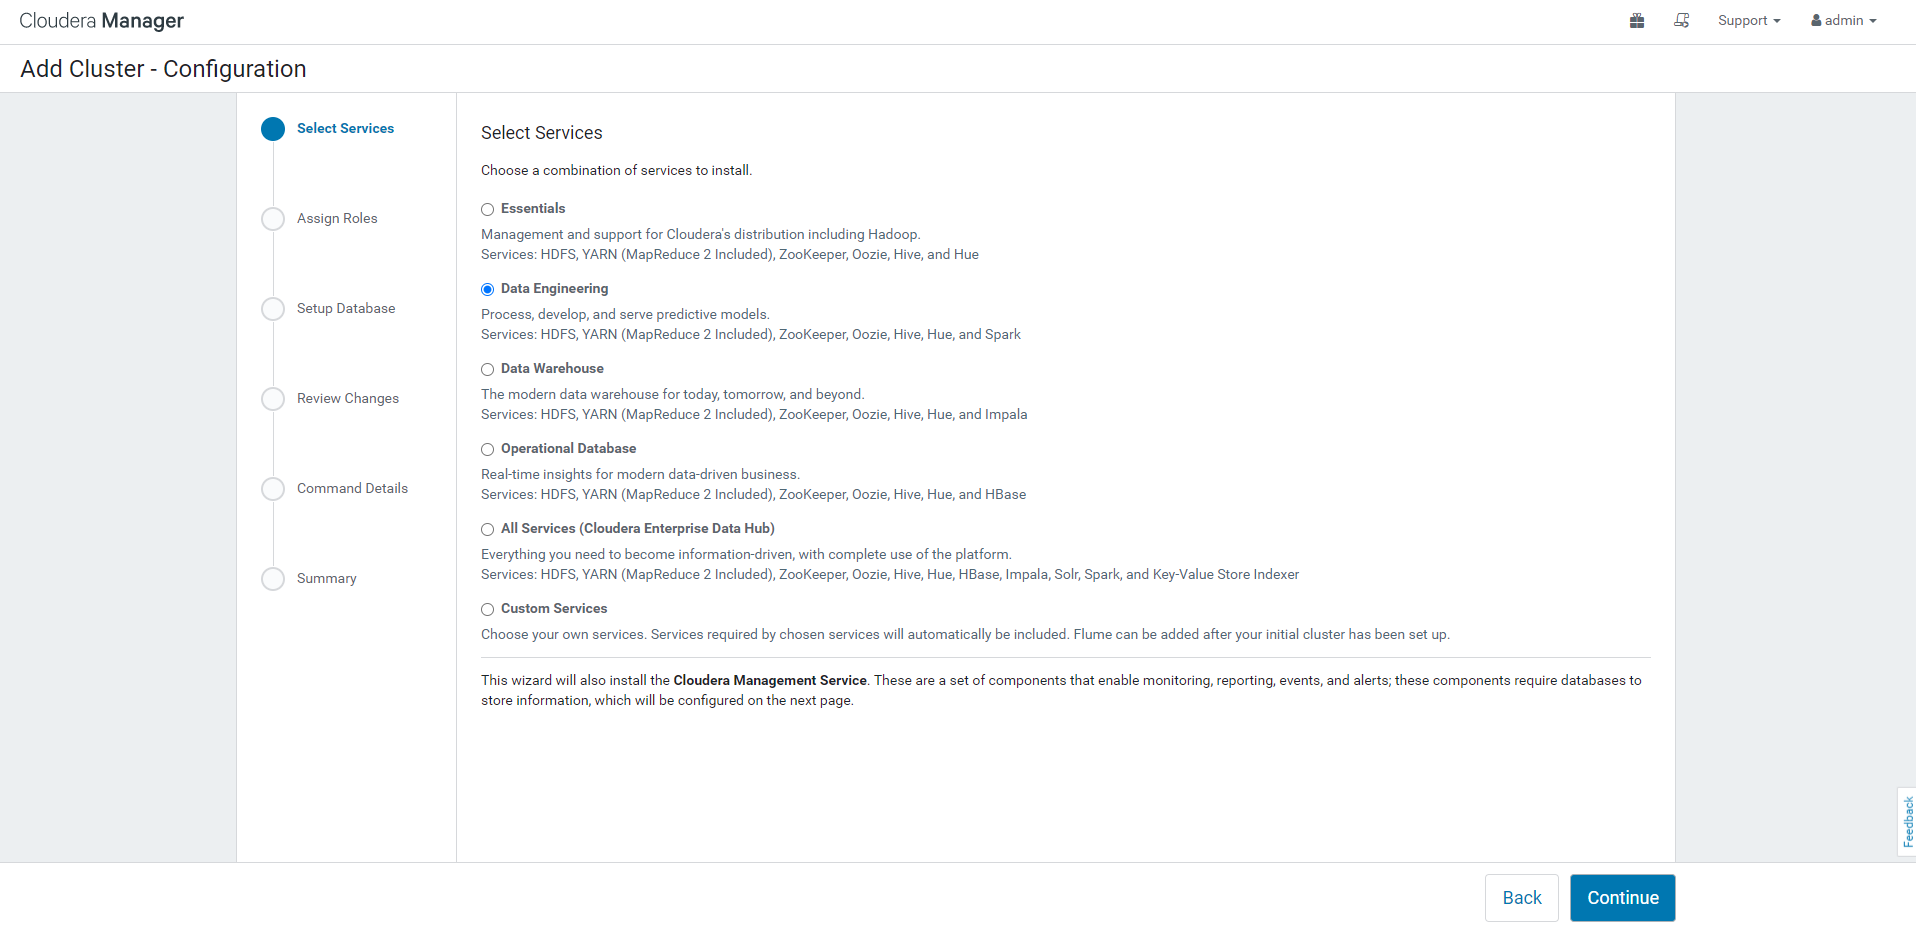 Cloudera Manager
Support
admin
Add Cluster - Configuration
Select Services
Assign Roles
Setup Database
Review Changes
Command Details
Summary
Select Services
Choose a combination of services to install.
Essentials
Management and support for Cloudera's distribution including Hadoop.
Services: HDFS, YARN (MapReduce 2 Included), ZooKeeper, Oozie, Hive, and Hue
Data Engineering
Process, develop, and serve predictive models.
Services: HDFS, YARN (MapReduce 2 Included), ZooKeeper, Oozie, Hive, Hue, and Spark
Data Warehouse
The modern data warehouse for today, tomorrow, and beyond.
Services: HDFS, YARN (MapReduce 2 Included), ZooKeeper, Oozie, Hive, Hue, and Impala
Operational Database
Real-time insights for modern data-driven business.
Services: HDFS, YARN (MapReduce 2 Included), ZooKeeper, Oozie, Hive, Hue, and HBase
All Services (Cloudera Enterprise Data Hub)
Everything you need to become information-driven, with complete use of the platform.
Services: HDFS, YARN (MapReduce 2 Included), ZooKeeper, Oozie, Hive, Hue, HBase, Impala, Solr, Spark, and Key-Value Store Indexer
Custom Services
Choose your own services. Services required by chosen services will automatically be included. Flume can be added after your initial cluster has been set up.
This wizard will also install the Cloudera Management Service. These are a set of components that enable monitoring, reporting, events, and alerts; these components require databases to
store information, which will be configured on the next page.
Feedback
Back
Continue